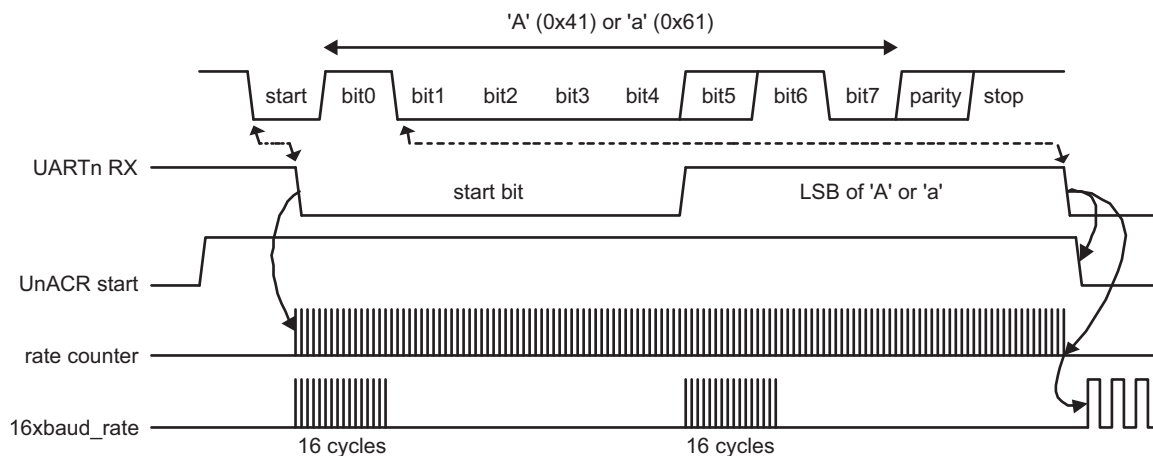 'A' (0x41) or 'a' (0x61)
start bit0 bit1 bit2 bit3 bit4 bit5 bit6 bit7 parity stop
UARTn RX
start bit LSB of 'A' or 'a'
UnACR start
rate counter
16xbaud_rate
16 cycles 16 cycles